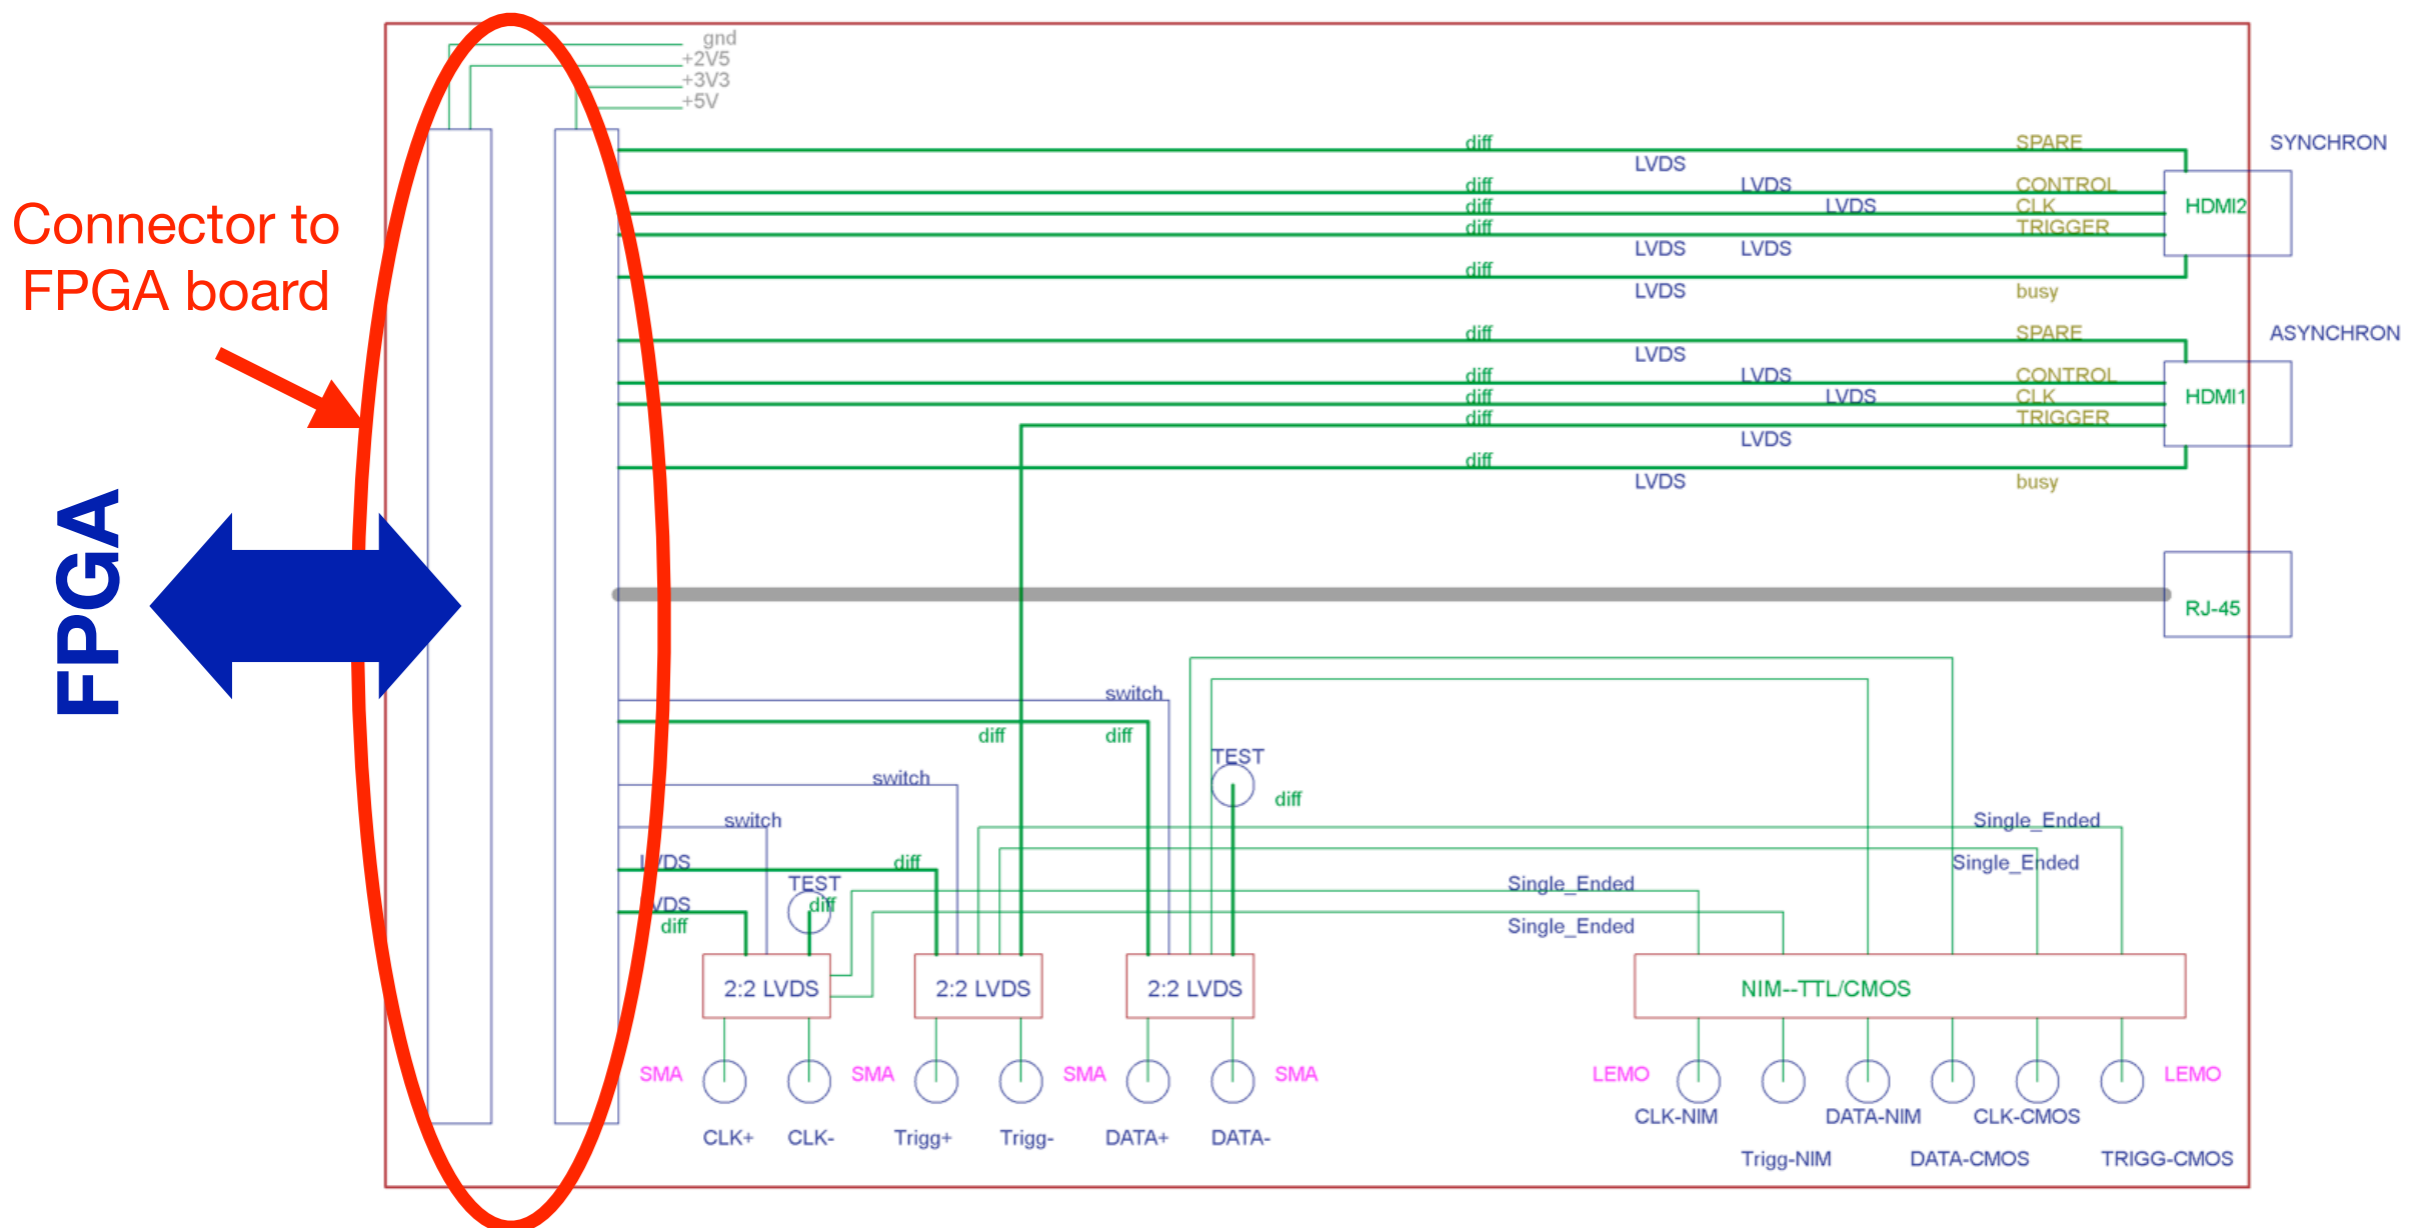 gnd
+2V5
+3V3
+5V
diff
SPARE
SYNCHRON
LVDS
diff
LVDS
CONTROL
diff
LVDS
CLK
HDMI2
diff
TRIGGER
LVDS
LVDS
diff
LVDS
busy
Connector to
FPGA board
diff
SPARE
ASYNCHRON
LVDS
diff
LVDS
CONTROL
diff
LVDS
CLK
HDMI1
diff
TRIGGER
LVDS
diff
LVDS
busy
FPGA
RJ-45
switch
diff
diff
TEST
switch
diff
switch
Single_Ended
LVDS
diff
Single_Ended
TEST
Single_Ended
LVDS
diff
diff
Single_Ended
2:2 LVDS
2:2 LVDS
2:2 LVDS
NIM--TTL/CMOS
SMA
SMA
SMA
SMA
LEMO
LEMO
CLK+
CLK-
Trigg+
Trigg-
DATA+
DATA-
CLK-NIM
DATA-NIM
CLK-CMOS
Trigg-NIM
DATA-CMOS
TRIGG-CMOS